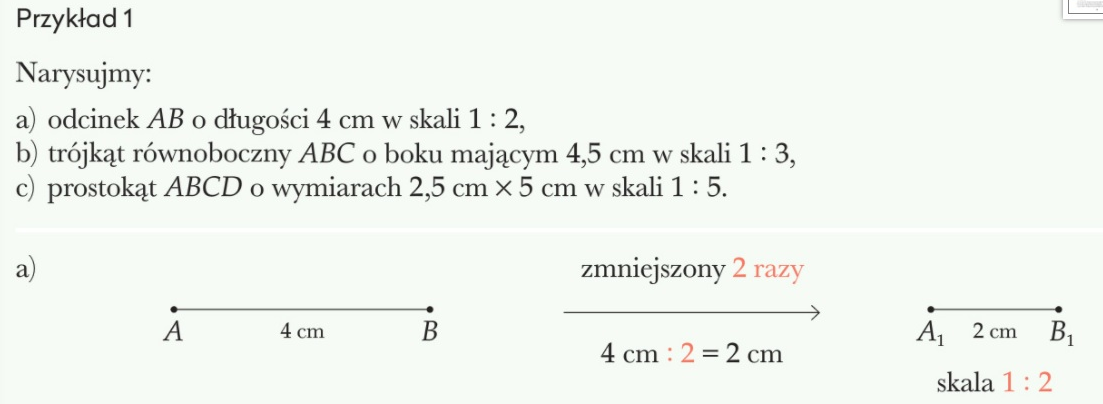 Przykład 1
Narysujmy:
a) odcinek AB o długości 4 cm w skali 1 : 2,
b) trójkąt równoboczny ABC o boku mającym 4,5 cm w skali 1 : 3,
c) prostokąt ABCD o wymiarach 2,5 cm × 5 cm w skali 1 : 5.
a)
zmniejszony 2 razy
A 4 cm B
4 cm : 2 = 2 cm
A₁ 2 cm B₁
skala 1 : 2